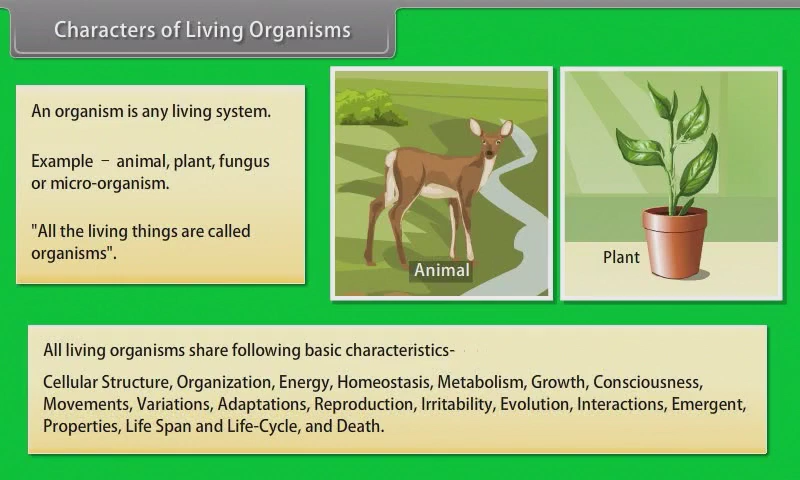 Characters of Living Organisms
An organism is any living system.
Example – animal, plant, fungus
or micro-organism.
"All the living things are called
organisms".
Animal
Plant
All living organisms share following basic characteristics-
Cellular Structure, Organization, Energy, Homeostasis, Metabolism, Growth, Consciousness,
Movements, Variations, Adaptations, Reproduction, Irritability, Evolution, Interactions, Emergent,
Properties, Life Span and Life-Cycle, and Death.